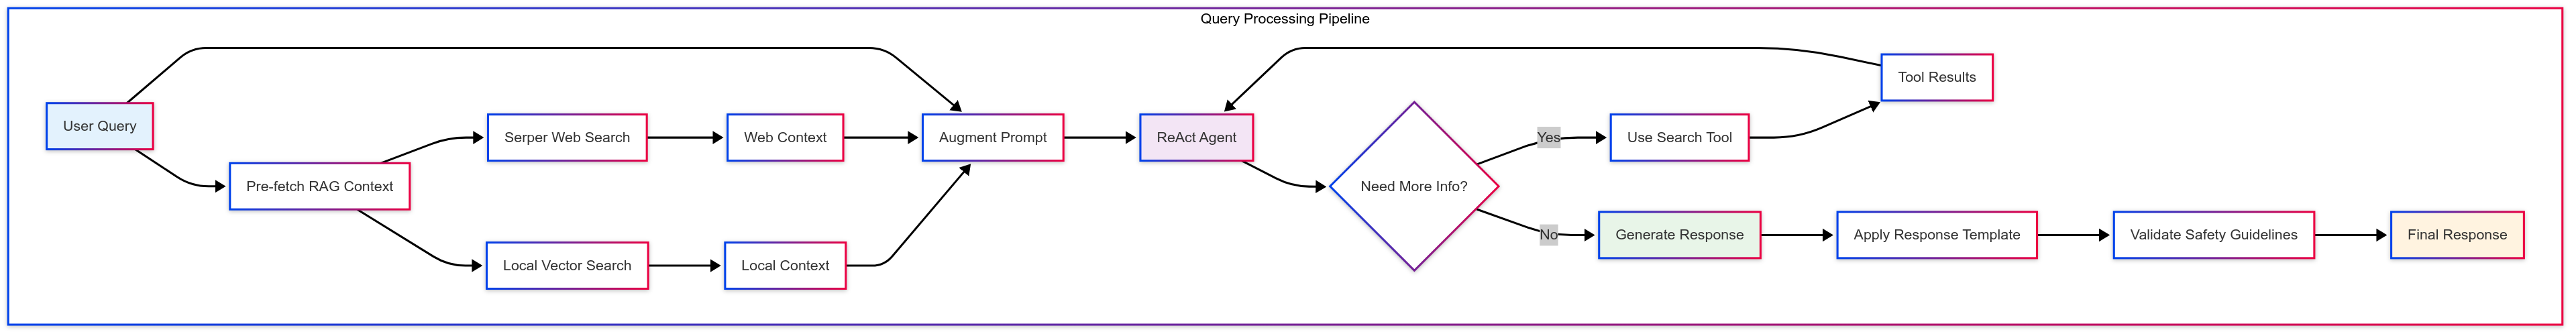 Query Processing Pipeline
User Query
Pre-fetch RAG Context
Serper Web Search
Web Context
Local Vector Search
Local Context
Augment Prompt
ReAct Agent
Need More Info?
Yes
Use Search Tool
Tool Results
No
Generate Response
Apply Response Template
Validate Safety Guidelines
Final Response